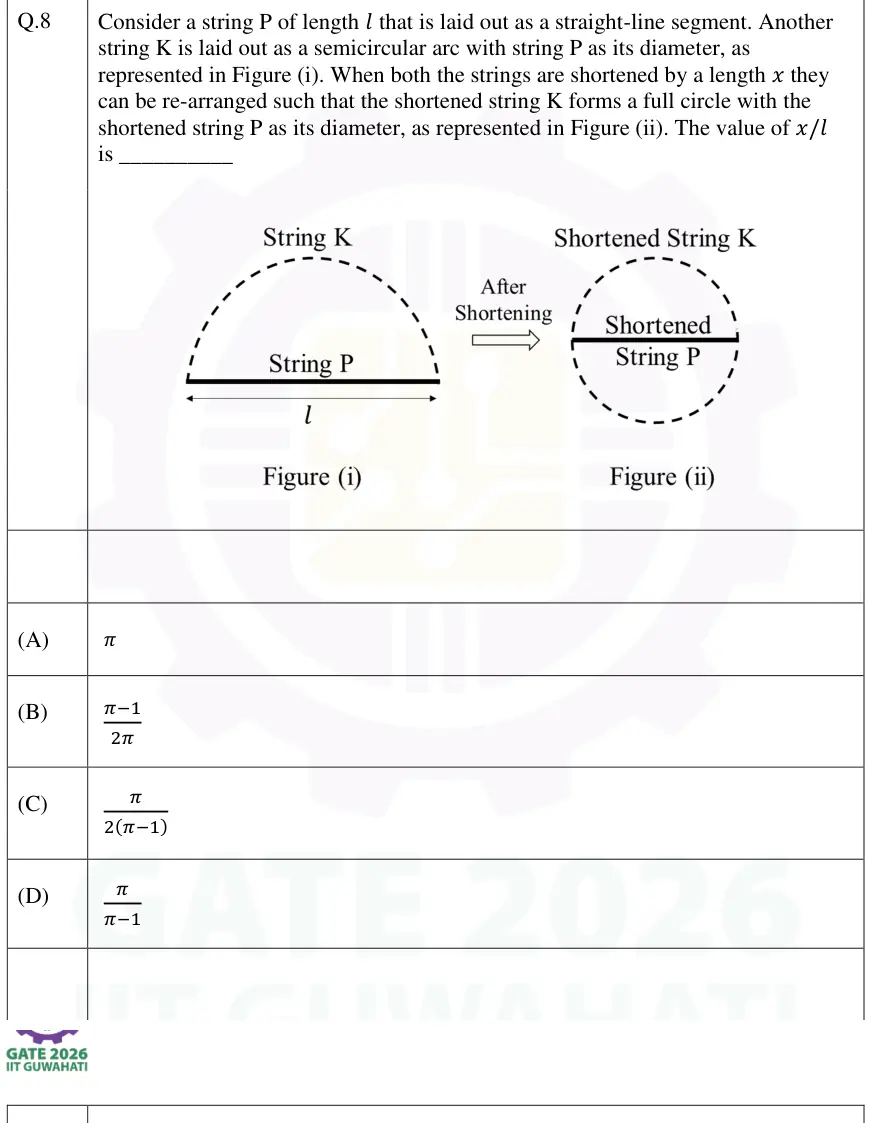 Q.8
Consider a string P of length 𝑙 that is laid out as a straight-line segment. Another
string K is laid out as a semicircular arc with string P as its diameter, as
represented in Figure (i). When both the strings are shortened by a length 𝑥 they
can be re-arranged such that the shortened string K forms a full circle with the
shortened string P as its diameter, as represented in Figure (ii). The value of 𝑥/𝑙
is __________
String K
String P
𝑙
Figure (i)
After
Shortening
Shortened String K
Shortened
String P
Figure (ii)
(A) 𝜋
(B) 𝜋−1
2𝜋
(C) 𝜋
2(𝜋−1)
(D) 𝜋
𝜋−1
GATE 2026
IIT GUWAHATI
GATE 2026
IIT GUWAHATI